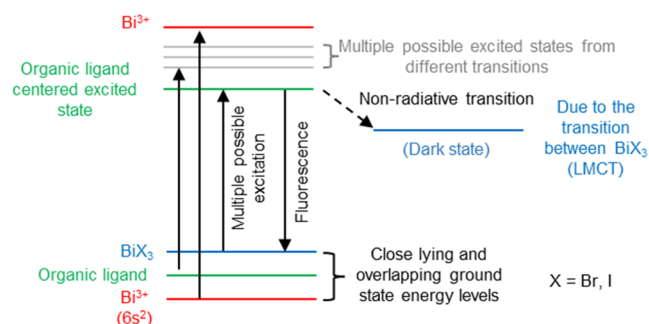 Bi³⁺
Multiple possible excited states from
different transitions
Organic ligand
centered excited
state
Non-radiative transition
Due to the
transition
between BiX₃
(LMCT)
(Dark state)
Multiple possible
excitation
Fluorescence
BiX₃
Organic ligand
Bi³⁺
(6s²)
Close lying and
overlapping ground
state energy levels
X = Br, I